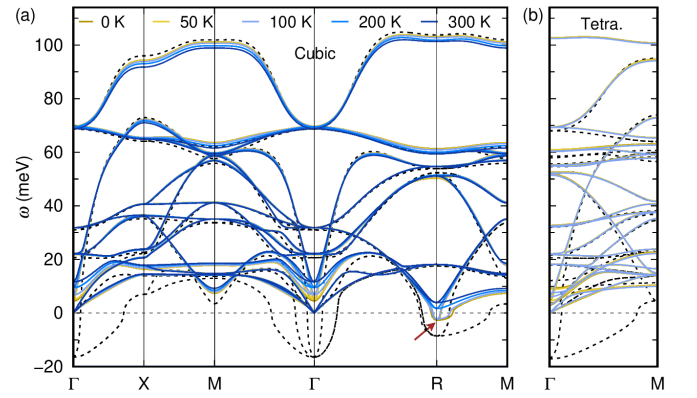 (a)
0 K 50 K 100 K 200 K 300 K
(b)
Tetra.
Cubic
100
80
60
40
20
0
−20
ω (meV)
Γ X M Γ R M
Γ M